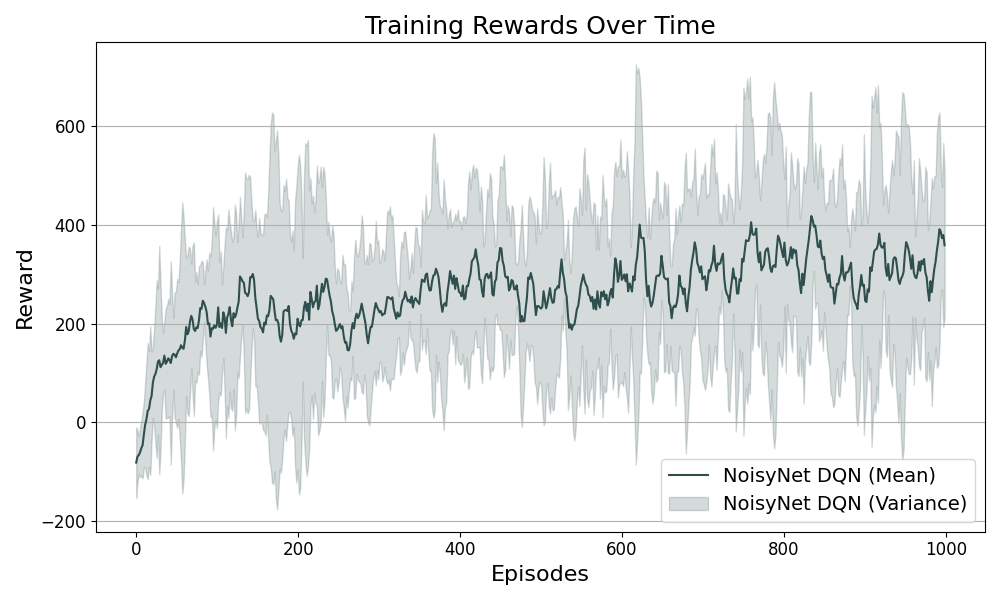 Training Rewards Over Time
Reward
600
400
200
0
−200
0 200 400 600 800 1000
Episodes
NoisyNet DQN (Mean)
NoisyNet DQN (Variance)